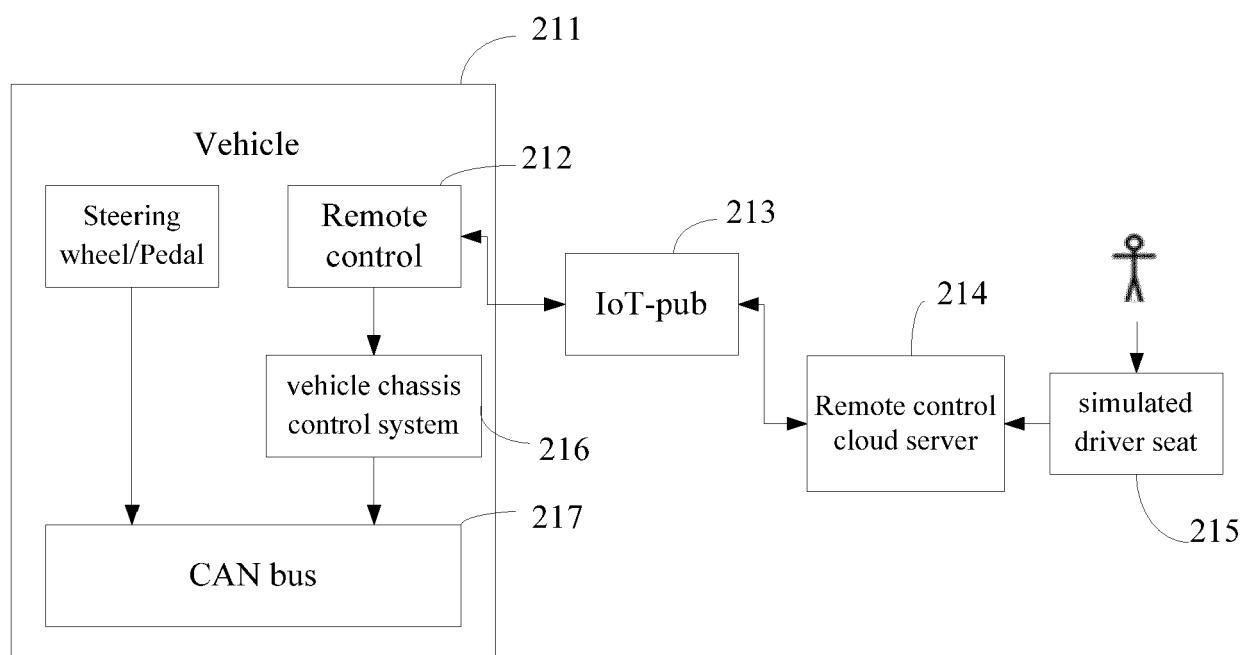 211
Vehicle
212
Steering
wheel/Pedal
Remote
control
213
IoT-pub
214
vehicle chassis
control system
216
Remote control
cloud server
simulated
driver seat
215
217
CAN bus